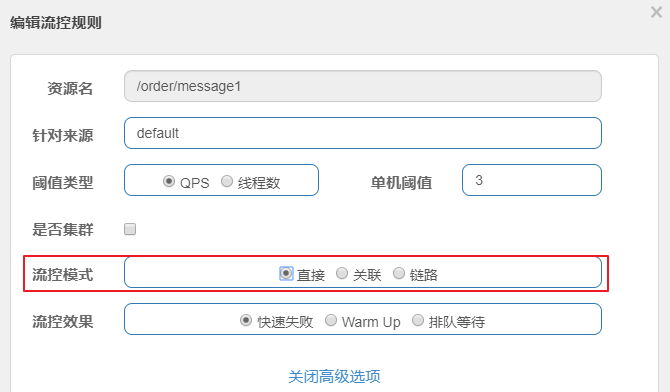 编辑流控规则
×
资源名 /order/message1
针对来源 default
阈值类型 QPS 线程数 单机阈值 3
是否集群
流控模式 直接 关联 链路
流控效果 快速失败 Warm Up 排队等待
关闭高级选项